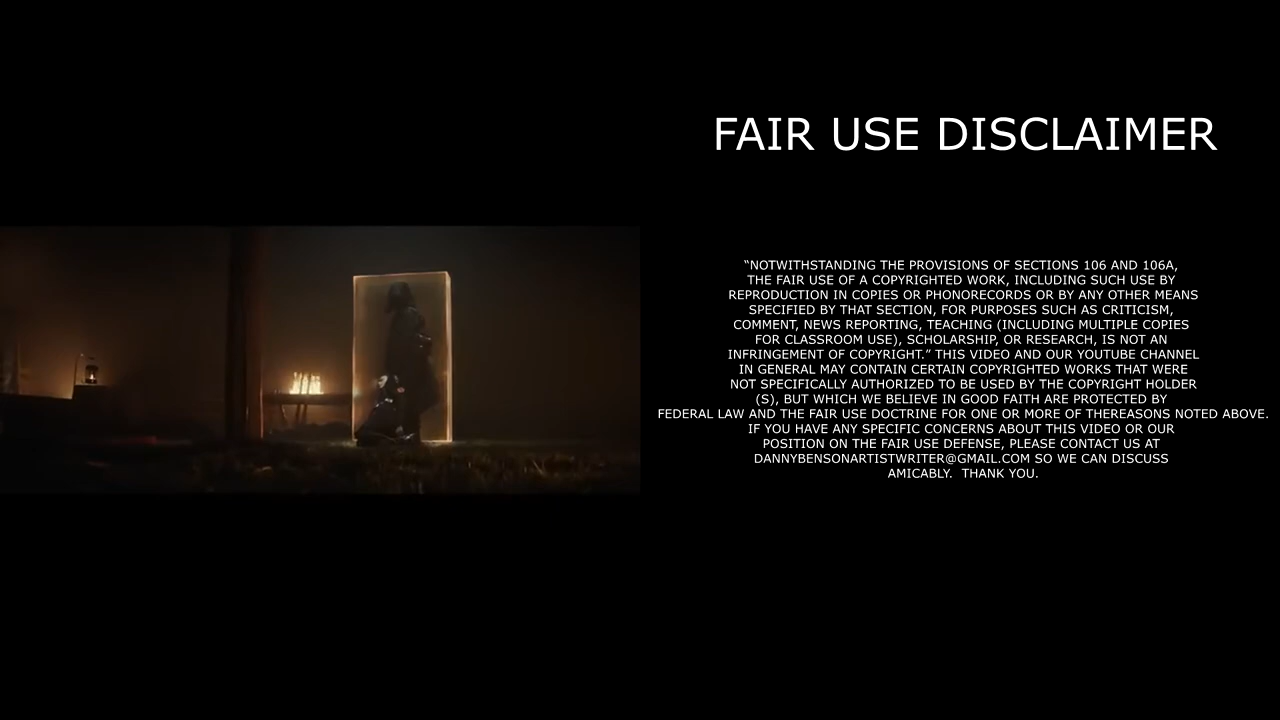 FAIR USE DISCLAIMER
“NOTWITHSTANDING THE PROVISIONS OF SECTIONS 106 AND 106A,
THE FAIR USE OF A COPYRIGHTED WORK, INCLUDING SUCH USE BY
REPRODUCTION IN COPIES OR PHONORECORDS OR BY ANY OTHER MEANS
SPECIFIED BY THAT SECTION, FOR PURPOSES SUCH AS CRITICISM,
COMMENT, NEWS REPORTING, TEACHING (INCLUDING MULTIPLE COPIES
FOR CLASSROOM USE), SCHOLARSHIP, OR RESEARCH, IS NOT AN
INFRINGEMENT OF COPYRIGHT.” THIS VIDEO AND OUR YOUTUBE CHANNEL
IN GENERAL MAY CONTAIN CERTAIN COPYRIGHTED WORKS THAT WERE
NOT SPECIFICALLY AUTHORIZED TO BE USED BY THE COPYRIGHT HOLDER
(S), BUT WHICH WE BELIEVE IN GOOD FAITH ARE PROTECTED BY
FEDERAL LAW AND THE FAIR USE DOCTRINE FOR ONE OR MORE OF THEREASONS NOTED ABOVE.
IF YOU HAVE ANY SPECIFIC CONCERNS ABOUT THIS VIDEO OR OUR
POSITION ON THE FAIR USE DEFENSE, PLEASE CONTACT US AT
DANNYBENSONARTISTWRITER@GMAIL.COM SO WE CAN DISCUSS
AMICABLY.  THANK YOU.